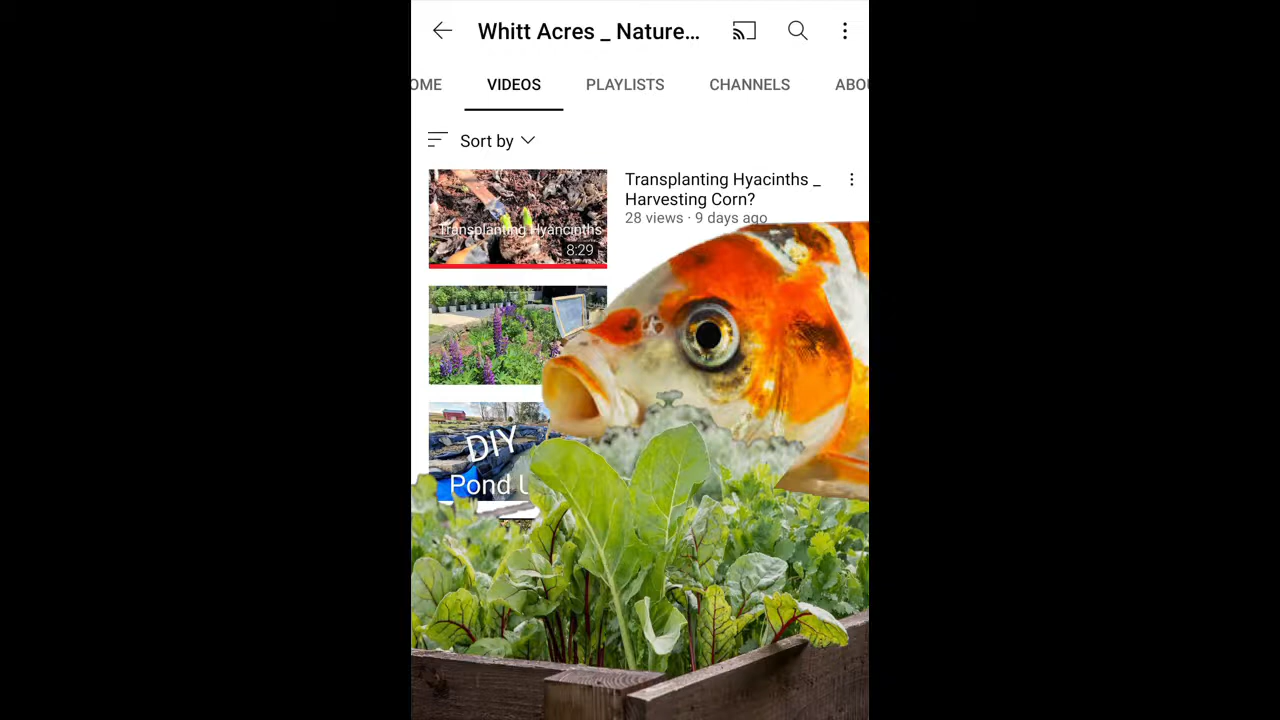 Whitt Acres _ Nature...
OME VIDEOS PLAYLISTS CHANNELS ABOU
Sort by
Transplanting Hyancinths
8:29
Transplanting Hyacinths _
Harvesting Corn?
28 views · 9 days ago
DIY
Pond